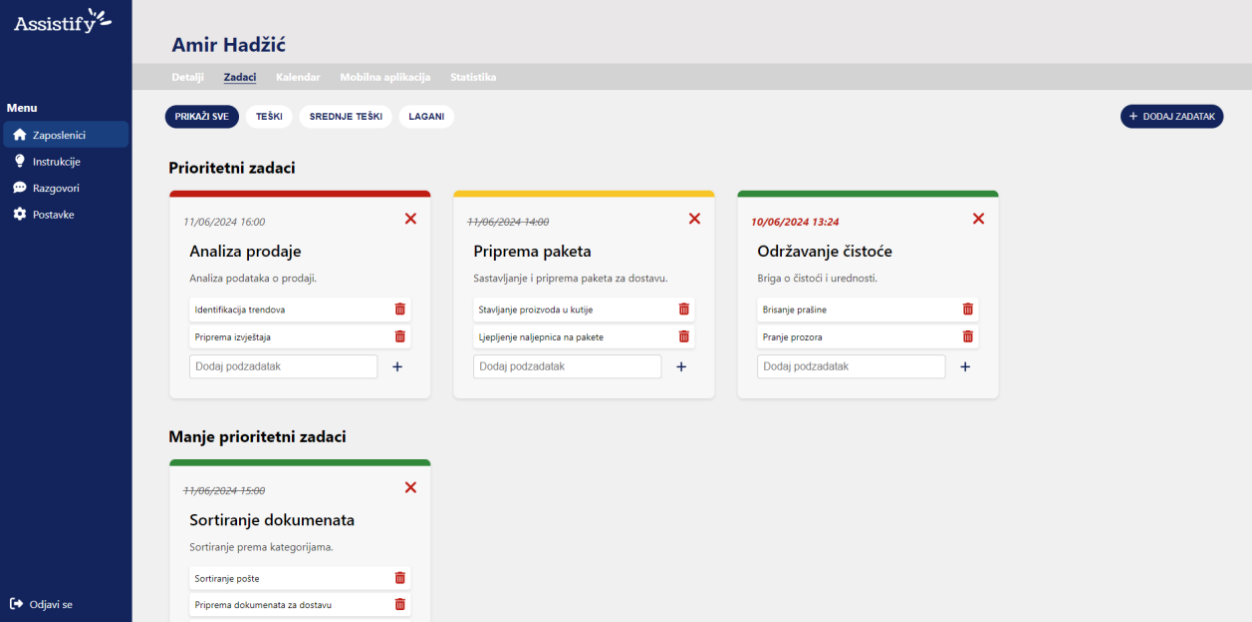 Assistify
Amir Hadžić
Detalji Zadaci Kalendar Mobilna aplikacija Statistika
Menu
Zaposlenici
Instrukcije
Razgovori
Postavke
Odjavi se
PRIKAŽI SVE TEŠKI SREDNJE TEŠKI LAGANI
+ DODAJ ZADATAK
Prioritetni zadaci
11/06/2024 16:00
Analiza prodaje
Analiza podataka o prodaji.
Identifikacija trendova
Priprema izvještaja
Dodaj podzadatak +
11/06/2024 14:00
Priprema paketa
Sastavljanje i priprema paketa za dostavu.
Stavljanje proizvoda u kutije
Ljepljenje naljepnica na pakete
Dodaj podzadatak +
10/06/2024 13:24
Održavanje čistoće
Briga o čistoći i urednosti.
Brisanje prašine
Pranje prozora
Dodaj podzadatak +
Manje prioritetni zadaci
11/06/2024 15:00
Sortiranje dokumenata
Sortiranje prema kategorijama.
Sortiranje pošte
Priprema dokumenata za dostavu